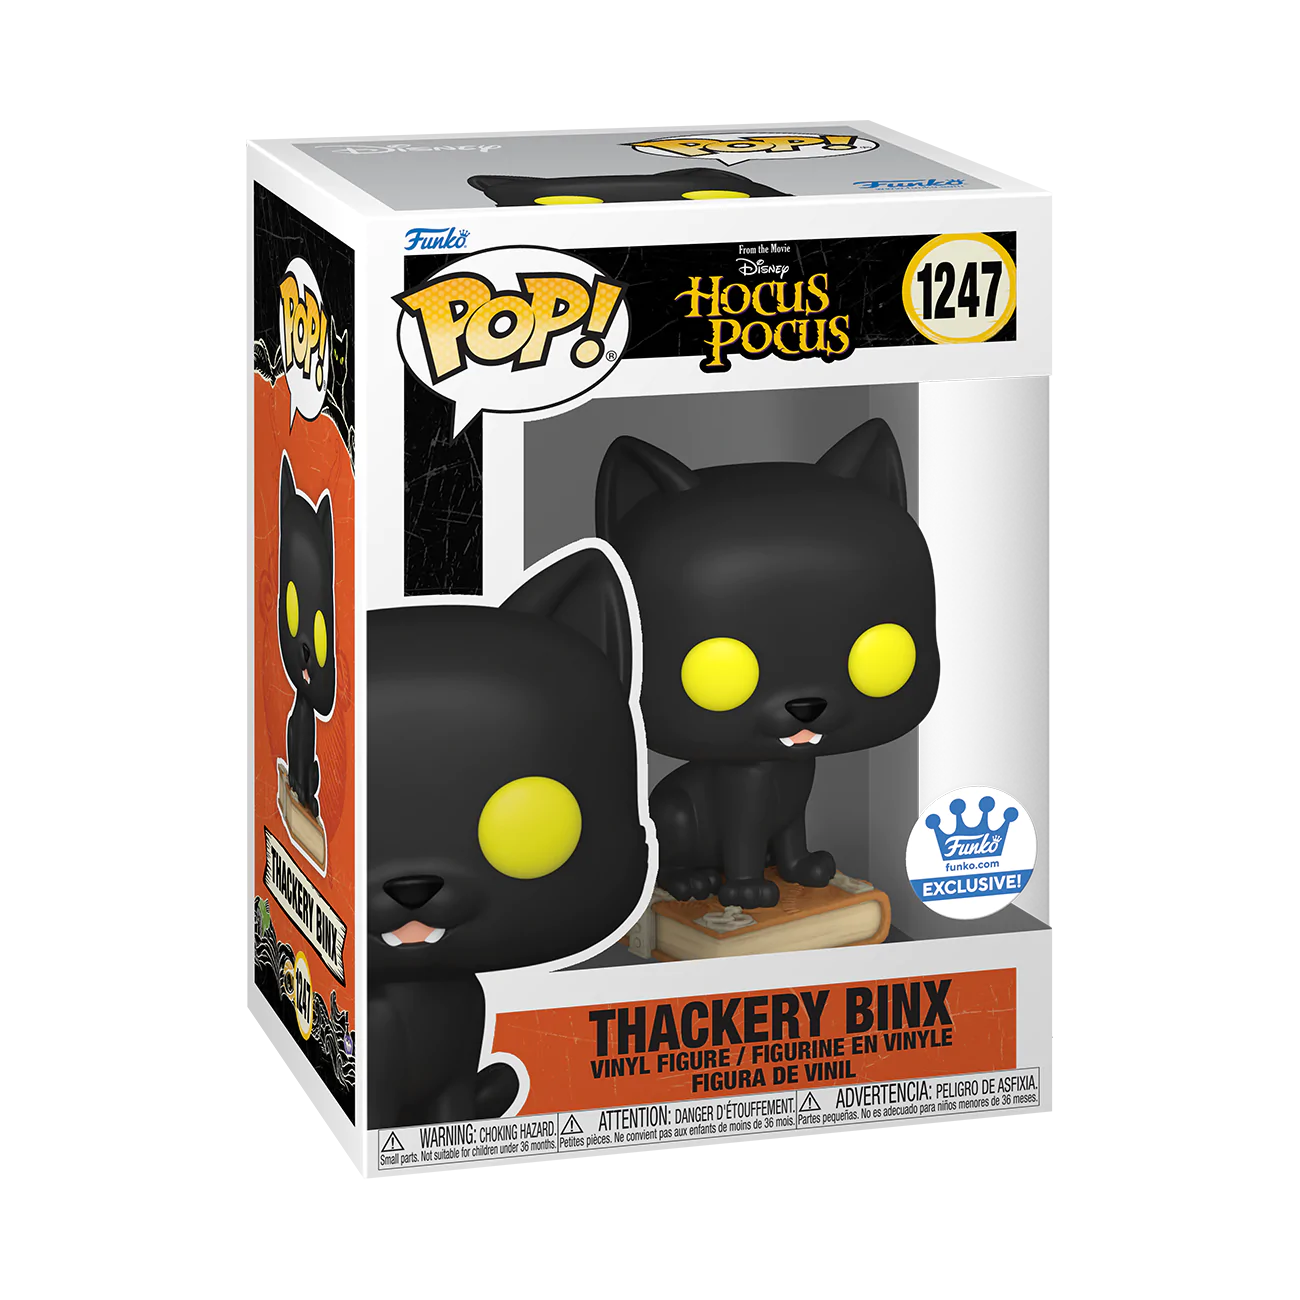 Disney
POP!
Funko
Funko
POP!
From the Movie
Disney
HOCUS
POCUS
1247
POP!
Funko
funko.com
EXCLUSIVE!
THACKERY BINX
1247
THACKERY BINX
VINYL FIGURE / FIGURINE EN VINYLE
FIGURA DE VINIL
WARNING: CHOKING HAZARD.
Small parts. Not suitable for children under 36 months.
ATTENTION: DANGER D'ÉTOUFFEMENT.
Petites pièces. Ne convient pas aux enfants de moins de 36 mois.
ADVERTENCIA: PELIGRO DE ASFIXIA.
Partes pequeñas. No es adecuado para niños menores de 36 meses.